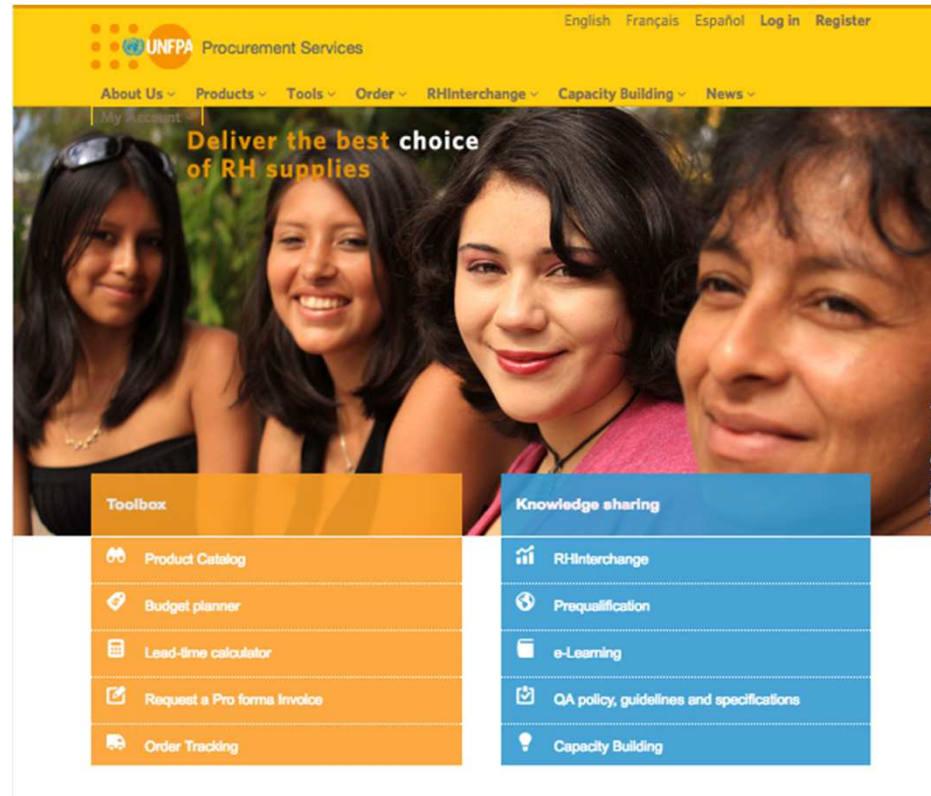 English Français Español Log in Register
UNFPA Procurement Services
About Us Products Tools Order RHInterchange Capacity Building News
My Account
Deliver the best choice
of RH supplies
Toolbox
Product Catalog
Budget planner
Lead-time calculator
Request a Pro forma Invoice
Order Tracking
Knowledge sharing
RHInterchange
Prequalification
e-Learning
QA policy, guidelines and specifications
Capacity Building